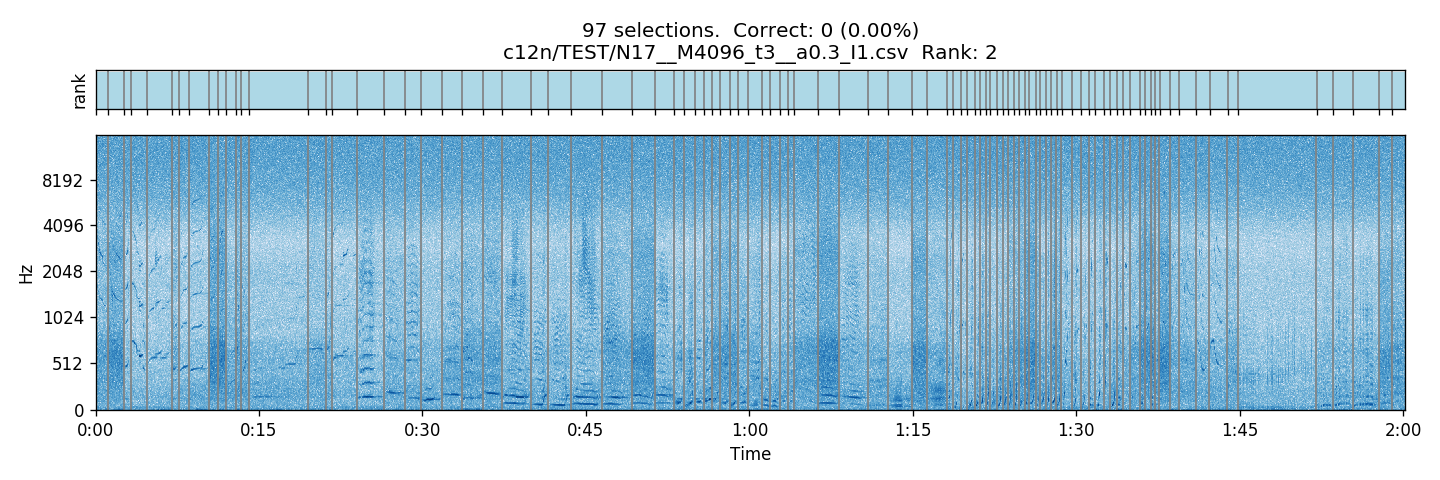 97 selections.  Correct: 0 (0.00%)
c12n/TEST/N17__M4096_t3__a0.3_I1.csv  Rank: 2
rank
8192
4096
2048
1024
512
0
Hz
0:00 0:15 0:30 0:45 1:00 1:15 1:30 1:45 2:00
Time